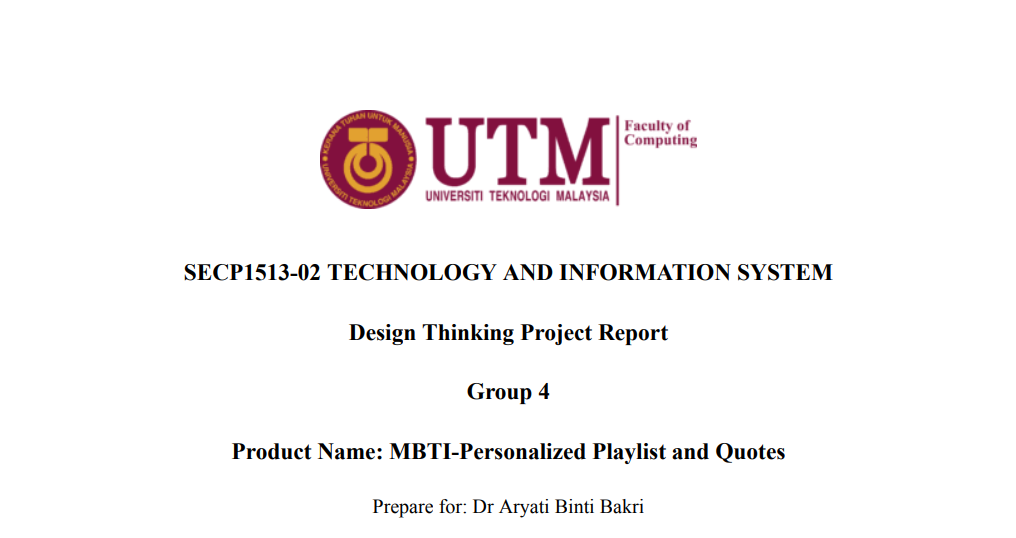 KERANA TUHAN UNTUK MANUSIA
UNIVERSITI TEKNOLOGI MALAYSIA
UTM
UNIVERSITI TEKNOLOGI MALAYSIA
Faculty of
Computing
SECP1513-02 TECHNOLOGY AND INFORMATION SYSTEM
Design Thinking Project Report
Group 4
Product Name: MBTI-Personalized Playlist and Quotes
Prepare for: Dr Aryati Binti Bakri